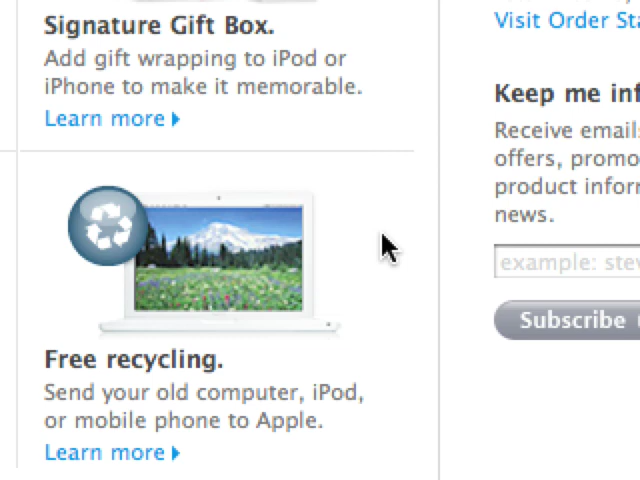 Signature Gift Box.
Add gift wrapping to iPod or
iPhone to make it memorable.
Learn more
Free recycling.
Send your old computer, iPod,
or mobile phone to Apple.
Learn more
Visit Order Sta
Keep me inf
Receive emails
offers, promo
product inforn
news.
example: stev
Subscribe